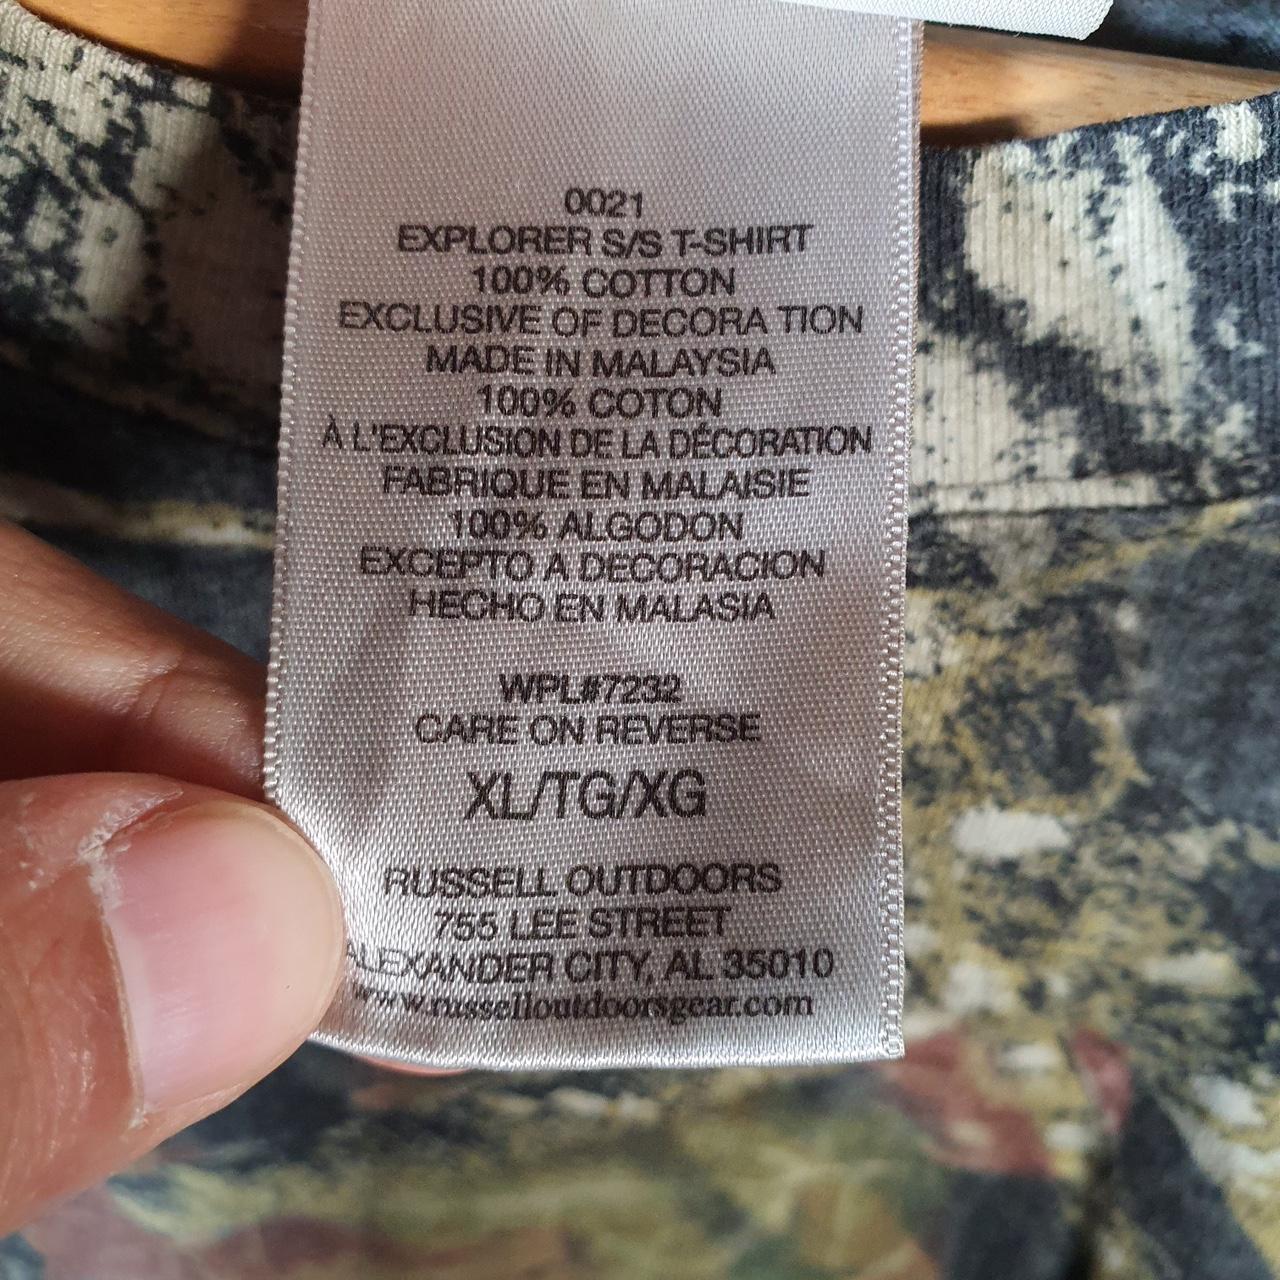 0021
EXPLORER S/S T-SHIRT
100% COTTON
EXCLUSIVE OF DECORA TION
MADE IN MALAYSIA
100% COTON
À L'EXCLUSION DE LA DÉCORATION
FABRIQUE EN MALAISIE
100% ALGODON
EXCEPTO A DECORACION
HECHO EN MALASIA
WPL#7232
CARE ON REVERSE
XL/TG/XG
RUSSELL OUTDOORS
755 LEE STREET
ALEXANDER CITY, AL 35010
www.russelloutdoorsgear.com